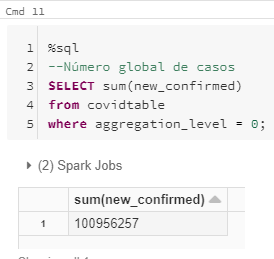 Cmd 11
1 %sql
2 --Número global de casos
3 SELECT sum(new_confirmed)
4 from covidtable
5 where aggregation_level = 0;
(2) Spark Jobs
sum(new_confirmed)
1 100956257